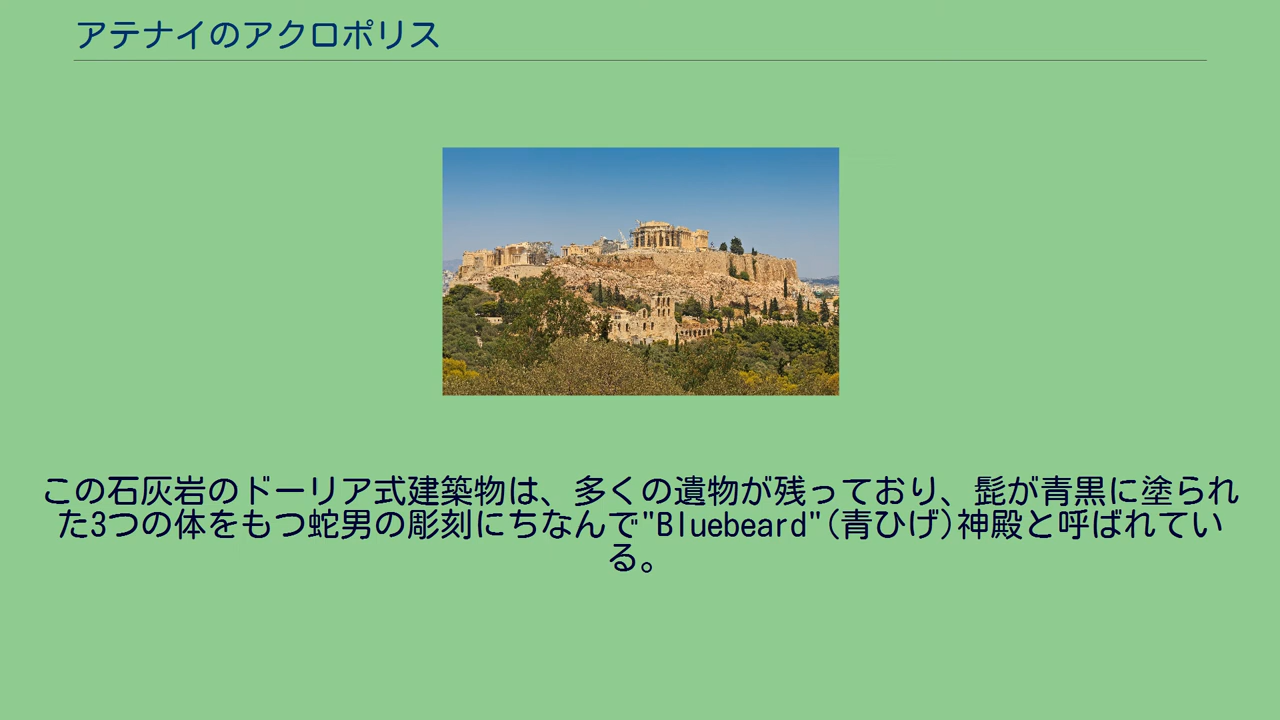 アテナイのアクロポリス
この石灰岩のドーリア式建築物は、多くの遺物が残っており、髭が青黒に塗られ
た3つの体をもつ蛇男の彫刻にちなんで"Bluebeard"(青ひげ)神殿と呼ばれてい
る。